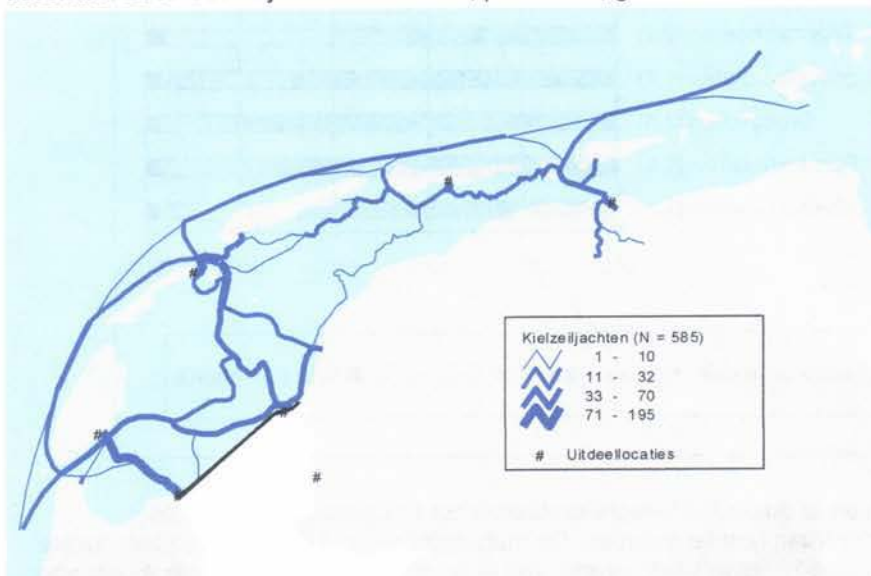 Kielzeiljachten (N = 585)
1 - 10
11 - 32
33 - 70
71 - 195
# Uitdeellocaties